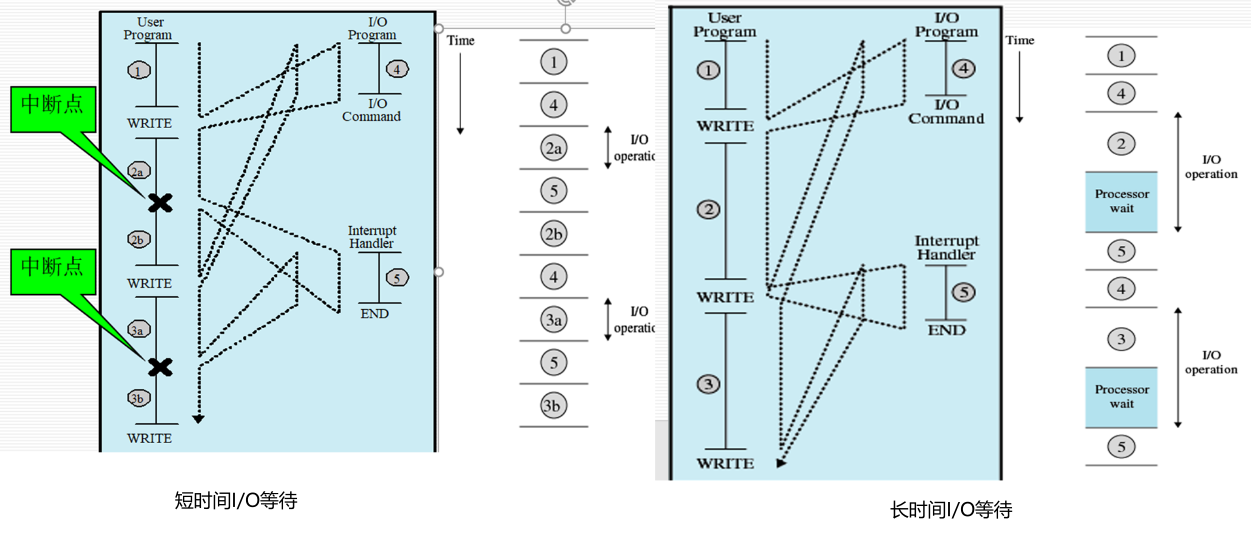 User
Program
I/O
Program
1
4
WRITE
I/O
Command
中断点
2a
2b
Interrupt
Handler
WRITE
5
中断点
END
3a
3b
WRITE
Time
1
4
2a
I/O
5
2b
4
3a
I/O
5
3b
短时间I/O等待
User
Program
I/O
Program
1
4
WRITE
I/O
Command
2
Interrupt
Handler
WRITE
5
END
3
WRITE
Time
1
4
2
I/O
operation
Processor
wait
5
4
3
I/O
operation
Processor
wait
5
长时间I/O等待